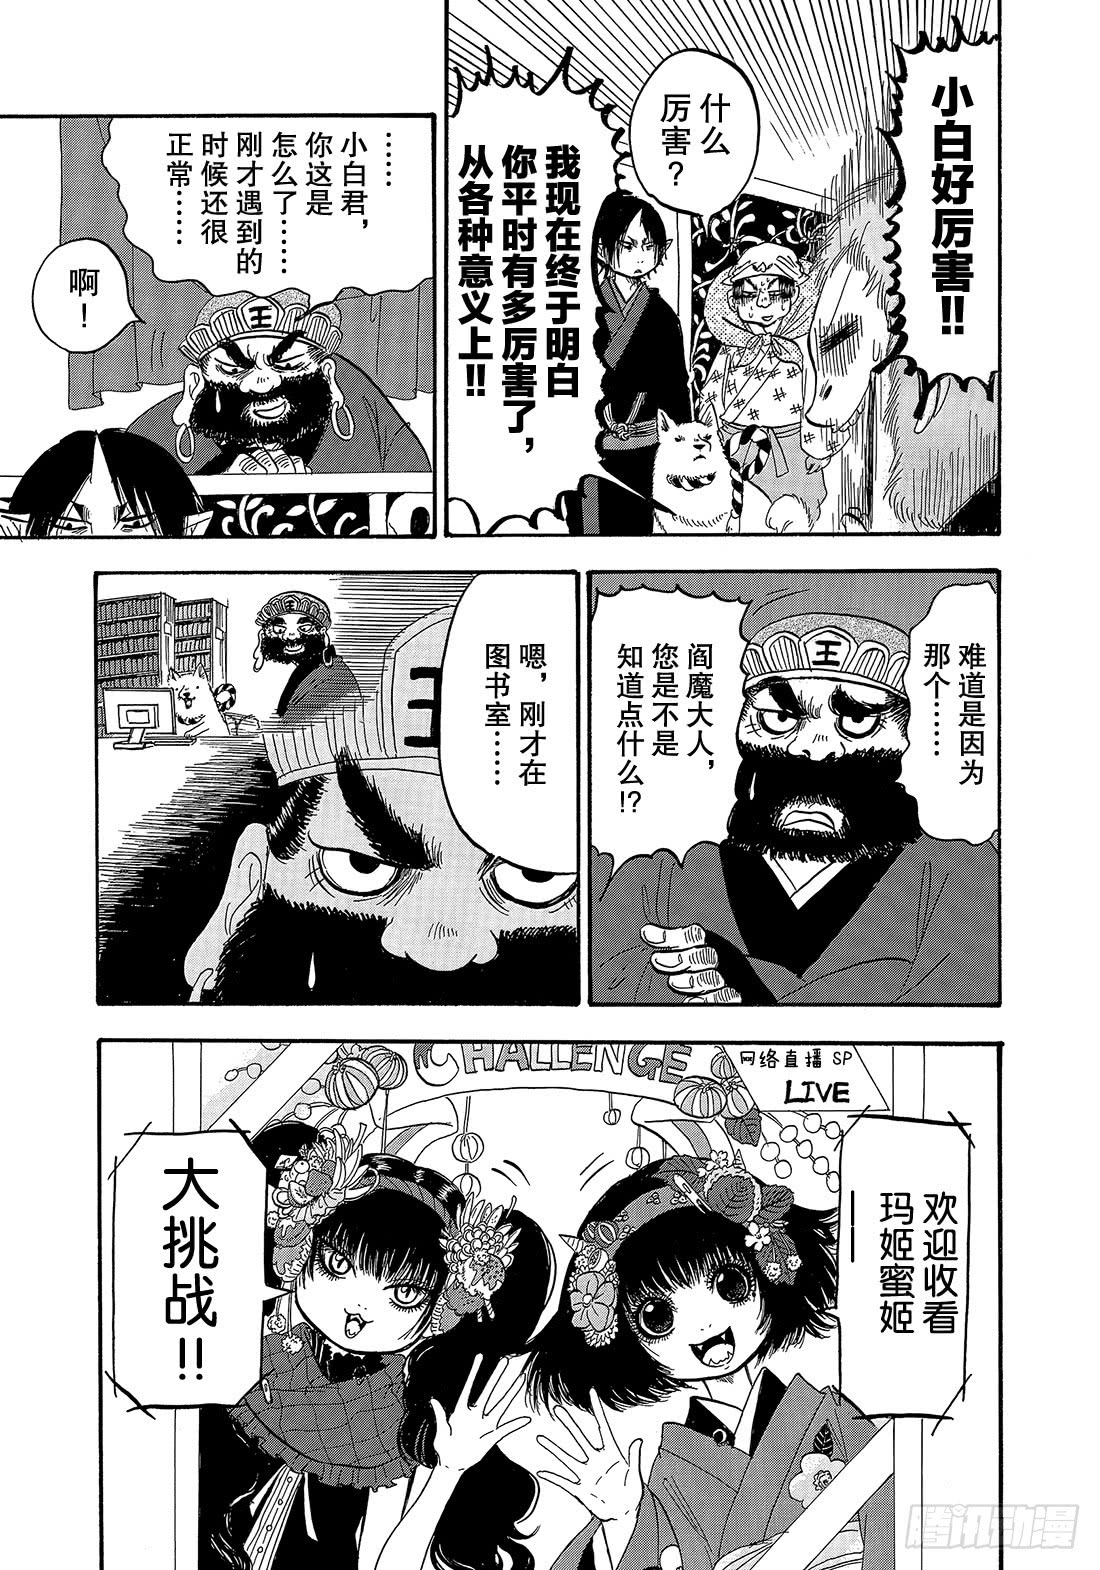 小白好厉害!!
什么
厉害？
我现在终于明白
你平时有多厉害了，
从各种意义上!!
……
小白君，
你这是
怎么了……
刚才遇到的
时候还很
正常……
啊！
王
难道是因为
那个……
阎魔大人，
您是不是
知道点什么!?
王
嗯，刚才在
图书室……
王
王
CHALLENGE
网络直播 SP
LIVE
欢迎收看
玛姬蜜姬
——
大挑战!!
腾讯动漫